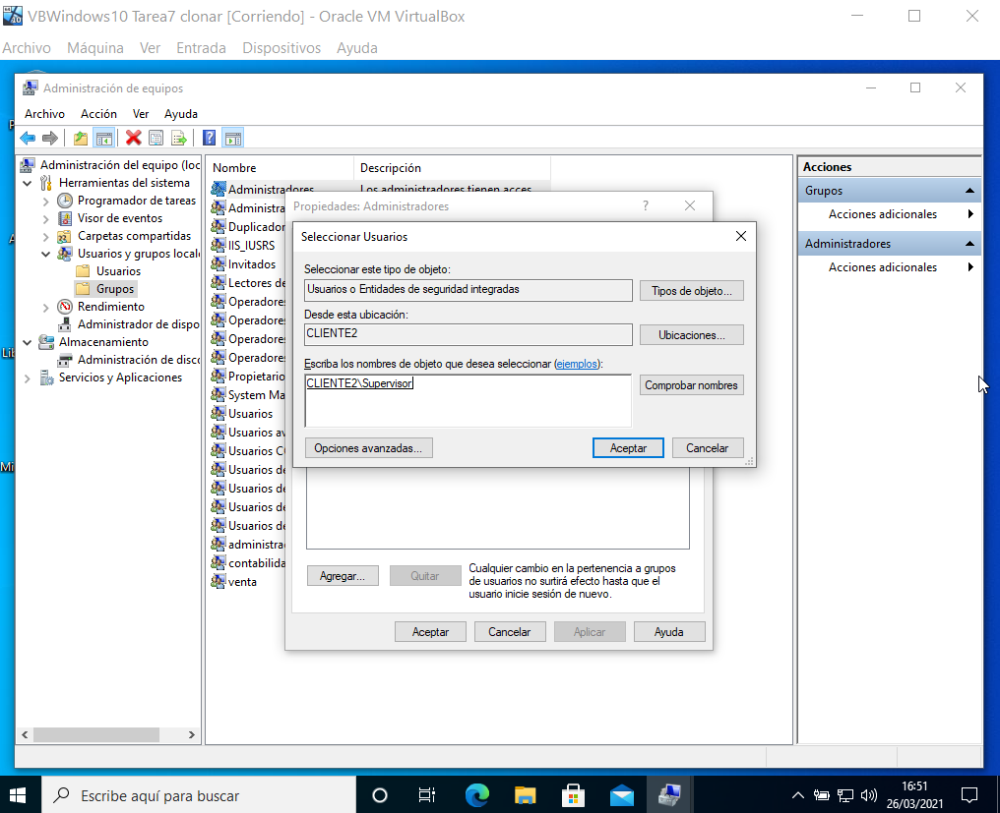 VBWindows10 Tarea7 clonar [Corriendo] - Oracle VM VirtualBox
Archivo Máquina Ver Entrada Dispositivos Ayuda
Administración de equipos
Archivo Acción Ver Ayuda
Administración del equipo (loc
Herramientas del sistema
Programador de tareas
Visor de eventos
Carpetas compartidas
Usuarios y grupos locale
Usuarios
Grupos
Rendimiento
Administrador de dispo
Almacenamiento
Administración de disco
Servicios y Aplicaciones
Nombre Descripción
Administradores Los administradores tienen acces...
Administra
Duplicador
IIS_IUSRS
Invitados
Lectores de
Operadores
Operadores
Operadores
Operadores
Propietario
System Ma
Usuarios
Usuarios av
Usuarios CO
Usuarios de
Usuarios de
Usuarios de
Usuarios de
administra
contabilida
venta
Propiedades: Administradores
Seleccionar Usuarios
Seleccionar este tipo de objeto:
Usuarios o Entidades de seguridad integradas
Tipos de objeto...
Desde esta ubicación:
CLIENTE2
Ubicaciones...
Escriba los nombres de objeto que desea seleccionar (ejemplos):
CLIENTE2\Supervisor
Comprobar nombres
Opciones avanzadas... Aceptar Cancelar
Agregar... Quitar
Cualquier cambio en la pertenencia a grupos
de usuarios no surtirá efecto hasta que el
usuario inicie sesión de nuevo.
Aceptar Cancelar Aplicar Ayuda
Acciones
Grupos
Acciones adicionales
Administradores
Acciones adicionales
Lib
Mi
Escribe aquí para buscar
16:51
26/03/2021